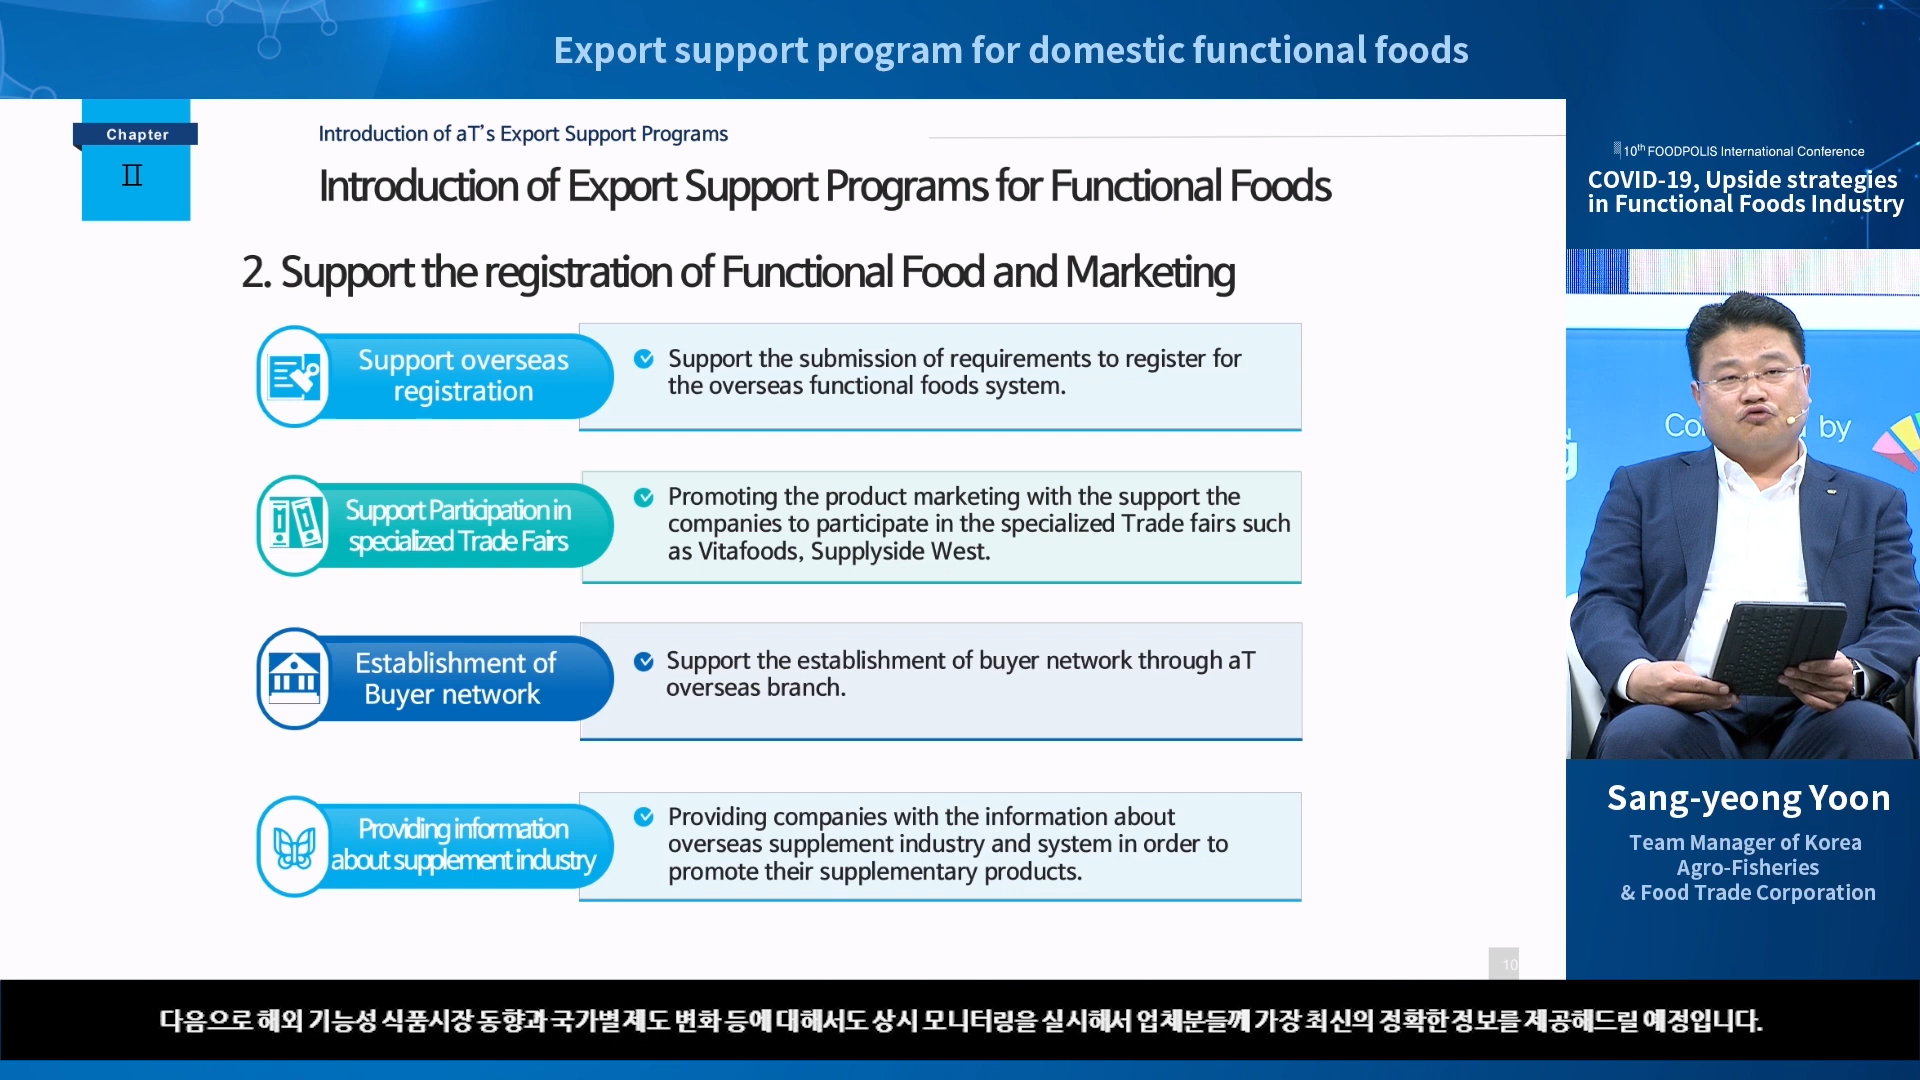 Export support program for domestic functional foods
Chapter
Ⅱ
Introduction of aT's Export Support Programs
Introduction of Export Support Programs for Functional Foods
2. Support the registration of Functional Food and Marketing
Support overseas
registration
Support the submission of requirements to register for
the overseas functional foods system.
Support Participation in
specialized Trade Fairs
Promoting the product marketing with the support the
companies to participate in the specialized Trade fairs such
as Vitafoods, Supplyside West.
Establishment of
Buyer network
Support the establishment of buyer network through aT
overseas branch.
Providing information
about supplement industry
Providing companies with the information about
overseas supplement industry and system in order to
promote their supplementary products.
10
10th FOODPOLIS International Conference
COVID-19, Upside strategies
in Functional Foods Industry
by
Sang-yeong Yoon
Team Manager of Korea
Agro-Fisheries
& Food Trade Corporation
다음으로 해외 기능성 식품시장 동향과 국가별 제도 변화 등에 대해서도 상시 모니터링을 실시해서 업체분들께 가장 최신의 정확한 정보를 제공해드릴 예정입니다.